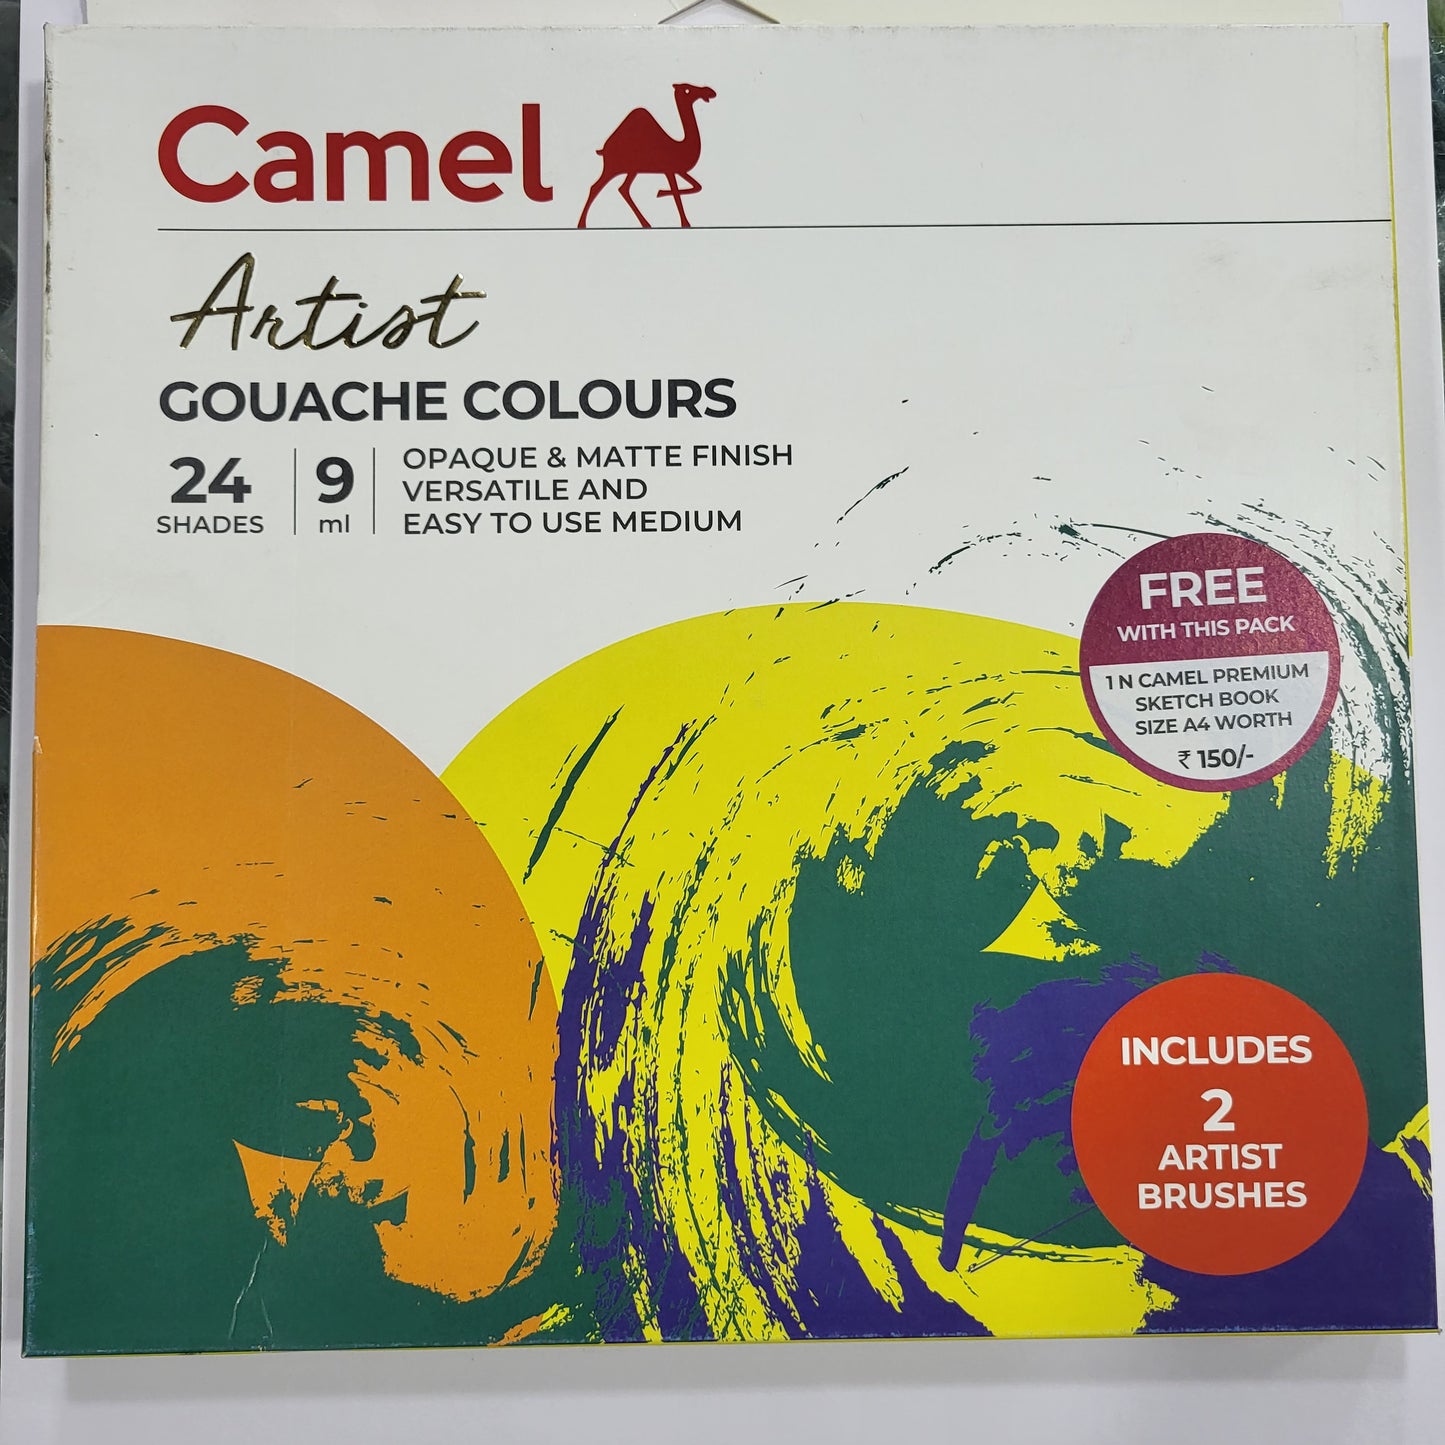 Camel
Artist
GOUACHE COLOURS
24
SHADES
9
ml
OPAQUE & MATTE FINISH
VERSATILE AND
EASY TO USE MEDIUM
FREE
WITH THIS PACK
1 N CAMEL PREMIUM
SKETCH BOOK
SIZE A4 WORTH
₹ 150/-
INCLUDES
2
ARTIST
BRUSHES